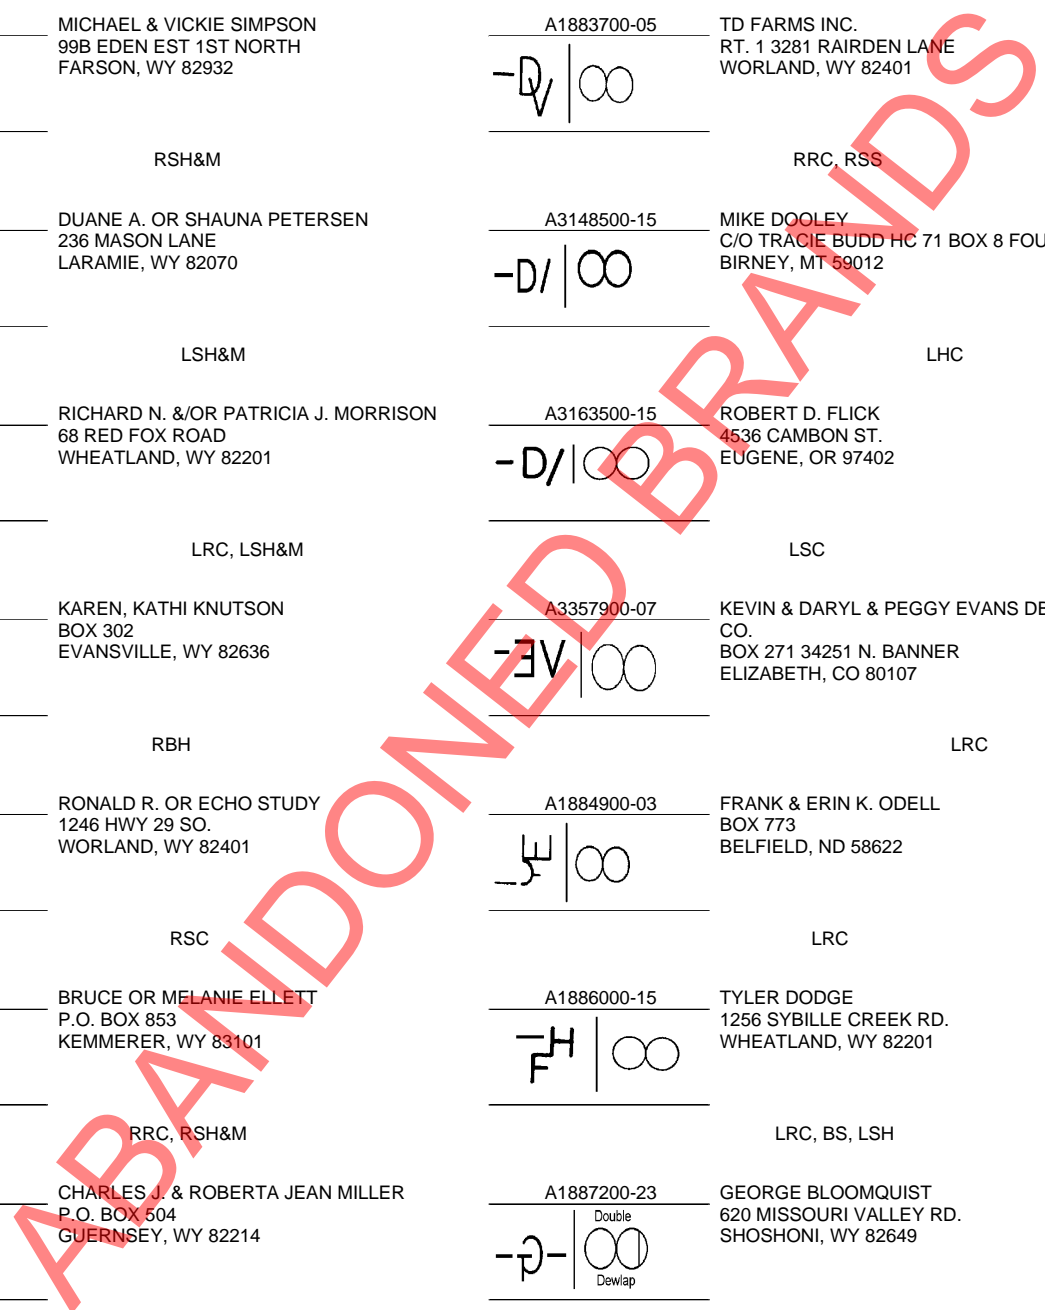 MICHAEL & VICKIE SIMPSON
99B EDEN EST 1ST NORTH
FARSON, WY 82932
RSH&M
DUANE A. OR SHAUNA PETERSEN
236 MASON LANE
LARAMIE, WY 82070
LSH&M
RICHARD N. &/OR PATRICIA J. MORRISON
68 RED FOX ROAD
WHEATLAND, WY 82201
LRC, LSH&M
KAREN, KATHI KNUTSON
BOX 302
EVANSVILLE, WY 82636
RBH
RONALD R. OR ECHO STUDY
1246 HWY 29 SO.
WORLAND, WY 82401
RSC
BRUCE OR MELANIE ELLETT
P.O. BOX 853
KEMMERER, WY 83101
RRC, RSH&M
CHARLES J. & ROBERTA JEAN MILLER
P.O. BOX 504
GUERNSEY, WY 82214
A1883700-05
TD FARMS INC.
RT. 1 3281 RAIRDEN LANE
WORLAND, WY 82401
RRC, RSS
A3148500-15
MIKE DOOLEY
C/O TRACIE BUDD HC 71 BOX 8 FOU
BIRNEY, MT 59012
LHC
A3163500-15
ROBERT D. FLICK
4536 CAMBON ST.
EUGENE, OR 97402
LSC
A3357900-07
KEVIN & DARYL & PEGGY EVANS DE
CO.
BOX 271 34251 N. BANNER
ELIZABETH, CO 80107
LRC
A1884900-03
FRANK & ERIN K. ODELL
BOX 773
BELFIELD, ND 58622
LRC
A1886000-15
TYLER DODGE
1256 SYBILLE CREEK RD.
WHEATLAND, WY 82201
LRC, BS, LSH
A1887200-23
Double
Dewlap
GEORGE BLOOMQUIST
620 MISSOURI VALLEY RD.
SHOSHONI, WY 82649
ABANDONED BRANDS